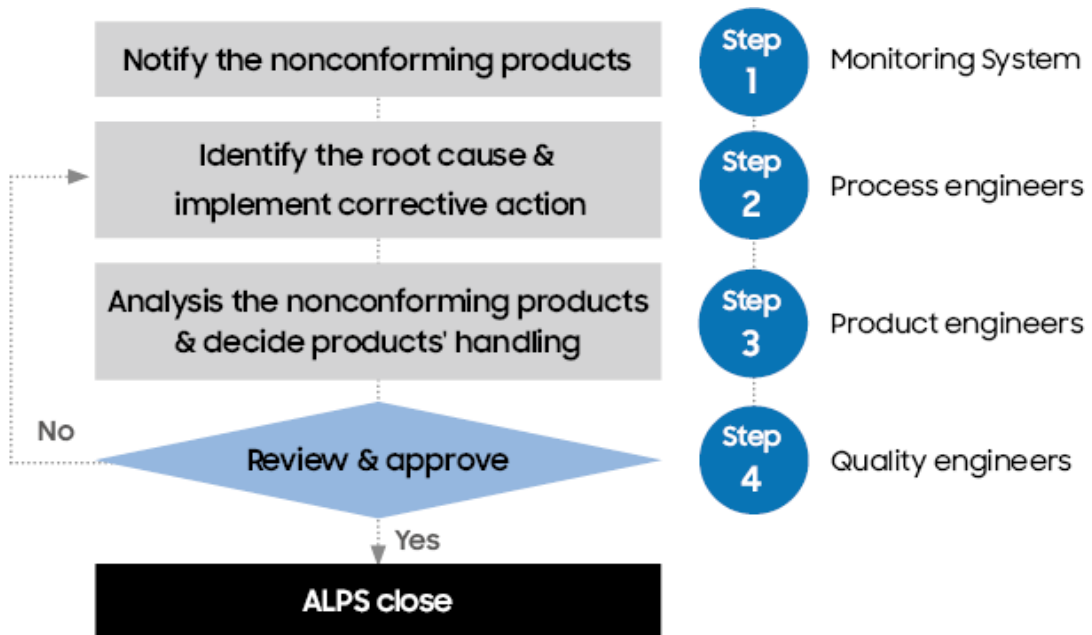 Notify the nonconforming products
Step
1
Monitoring System
Identify the root cause &
implement corrective action
Step
2
Process engineers
Analysis the nonconforming products
& decide products' handling
Step
3
Product engineers
No
Review & approve
Step
4
Quality engineers
Yes
ALPS close